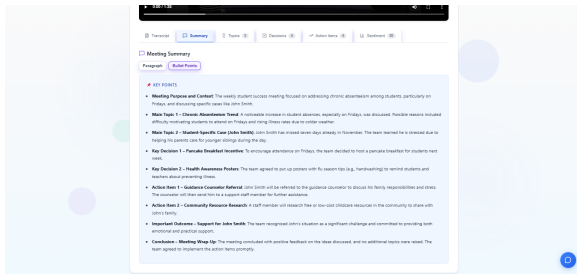 0:00 / 1:35
Transcript Summary Topics Decisions Action Items Sentiment
Meeting Summary
Paragraph Bullet Points
KEY POINTS
Meeting Purpose and Context: The weekly student success meeting focused on addressing chronic absenteeism among students, particularly on
Fridays, and discussing specific cases like John Smith.
Main Topic 1 – Chronic Absenteeism Trend: A noticeable increase in student absences, especially on Fridays, was discussed. Possible reasons included
difficulty motivating students to attend on Fridays and rising illness rates due to colder weather.
Main Topic 2 – Student-Specific Case (John Smith): John Smith has missed seven days already in November. The team learned he is stressed due to
helping his parents care for younger siblings during the day.
Key Decision 1 – Pancake Breakfast Incentive: To encourage attendance on Fridays, the team decided to host a pancake breakfast for students next
week.
Key Decision 2 – Health Awareness Posters: The team agreed to put up posters with flu season tips (e.g., handwashing) to remind students and
teachers about preventing illness.
Action Item 1 – Guidance Counselor Referral: John Smith will be referred to the guidance counselor to discuss his family responsibilities and stress.
The counselor will then send him to a support staff member for further assistance.
Action Item 2 – Community Resource Research: A staff member will research free or low-cost childcare resources in the community to share with
John's family.
Important Outcome – Support for John Smith: The team recognized John's situation as a significant challenge and committed to providing both
emotional and practical support.
Conclusion – Meeting Wrap-Up: The meeting concluded with positive feedback on the ideas discussed, and no additional topics were raised. The
team agreed to implement the action items promptly.